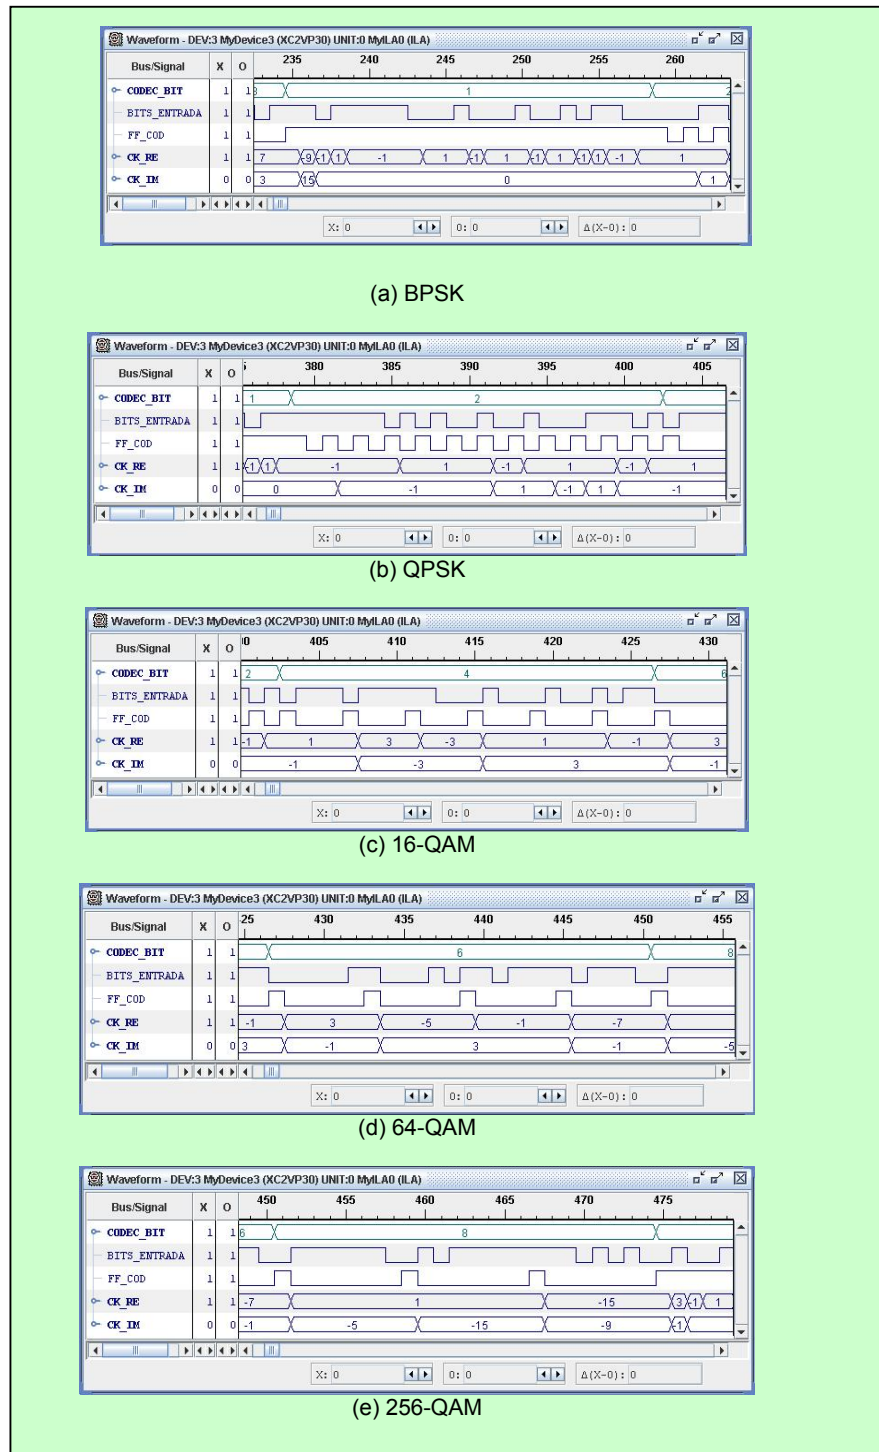 Waveform - DEV:3 MyDevice3 (XC2VP30) UNIT:0 MyILA0 (ILA)
Bus/Signal X O 235 240 245 250 255 260
CODEC_BIT 1 1 3 1 2
BITS_ENTRADA 1 1
FF_COD 1 1
CK_RE 1 1 7 -9 -1 1 -1 1 -1 1 -1 1 -1 1 -1 1
CK_IM 0 0 3 15 0 1
X: 0 O: 0 Δ(X-O): 0
(a) BPSK
Waveform - DEV:3 MyDevice3 (XC2VP30) UNIT:0 MyILA0 (ILA)
Bus/Signal X O 380 385 390 395 400 405
CODEC_BIT 1 1 1 2
BITS_ENTRADA 1 1
FF_COD 1 1
CK_RE 1 1 -1 1 -1 1 -1 1 -1 1
CK_IM 0 0 0 -1 1 -1 1 -1
X: 0 O: 0 Δ(X-O): 0
(b) QPSK
Waveform - DEV:3 MyDevice3 (XC2VP30) UNIT:0 MyILA0 (ILA)
Bus/Signal X O 00 405 410 415 420 425 430
CODEC_BIT 1 1 2 4 6
BITS_ENTRADA 1 1
FF_COD 1 1
CK_RE 1 1 -1 1 3 -3 1 -1 3
CK_IM 0 0 -1 -3 3 -1
X: 0 O: 0 Δ(X-O): 0
(c) 16-QAM
Waveform - DEV:3 MyDevice3 (XC2VP30) UNIT:0 MyILA0 (ILA)
Bus/Signal X O 25 430 435 440 445 450 455
CODEC_BIT 1 1 6 8
BITS_ENTRADA 1 1
FF_COD 1 1
CK_RE 1 1 -1 3 -5 -1 -7
CK_IM 0 0 3 -1 3 -1 -5
X: 0 O: 0 Δ(X-O): 0
(d) 64-QAM
Waveform - DEV:3 MyDevice3 (XC2VP30) UNIT:0 MyILA0 (ILA)
Bus/Signal X O 450 455 460 465 470 475
CODEC_BIT 1 1 6 8
BITS_ENTRADA 1 1
FF_COD 1 1
CK_RE 1 1 -7 1 -15 3 -1 1
CK_IM 0 0 -1 -5 -15 -9 -1
X: 0 O: 0 Δ(X-O): 0
(e) 256-QAM